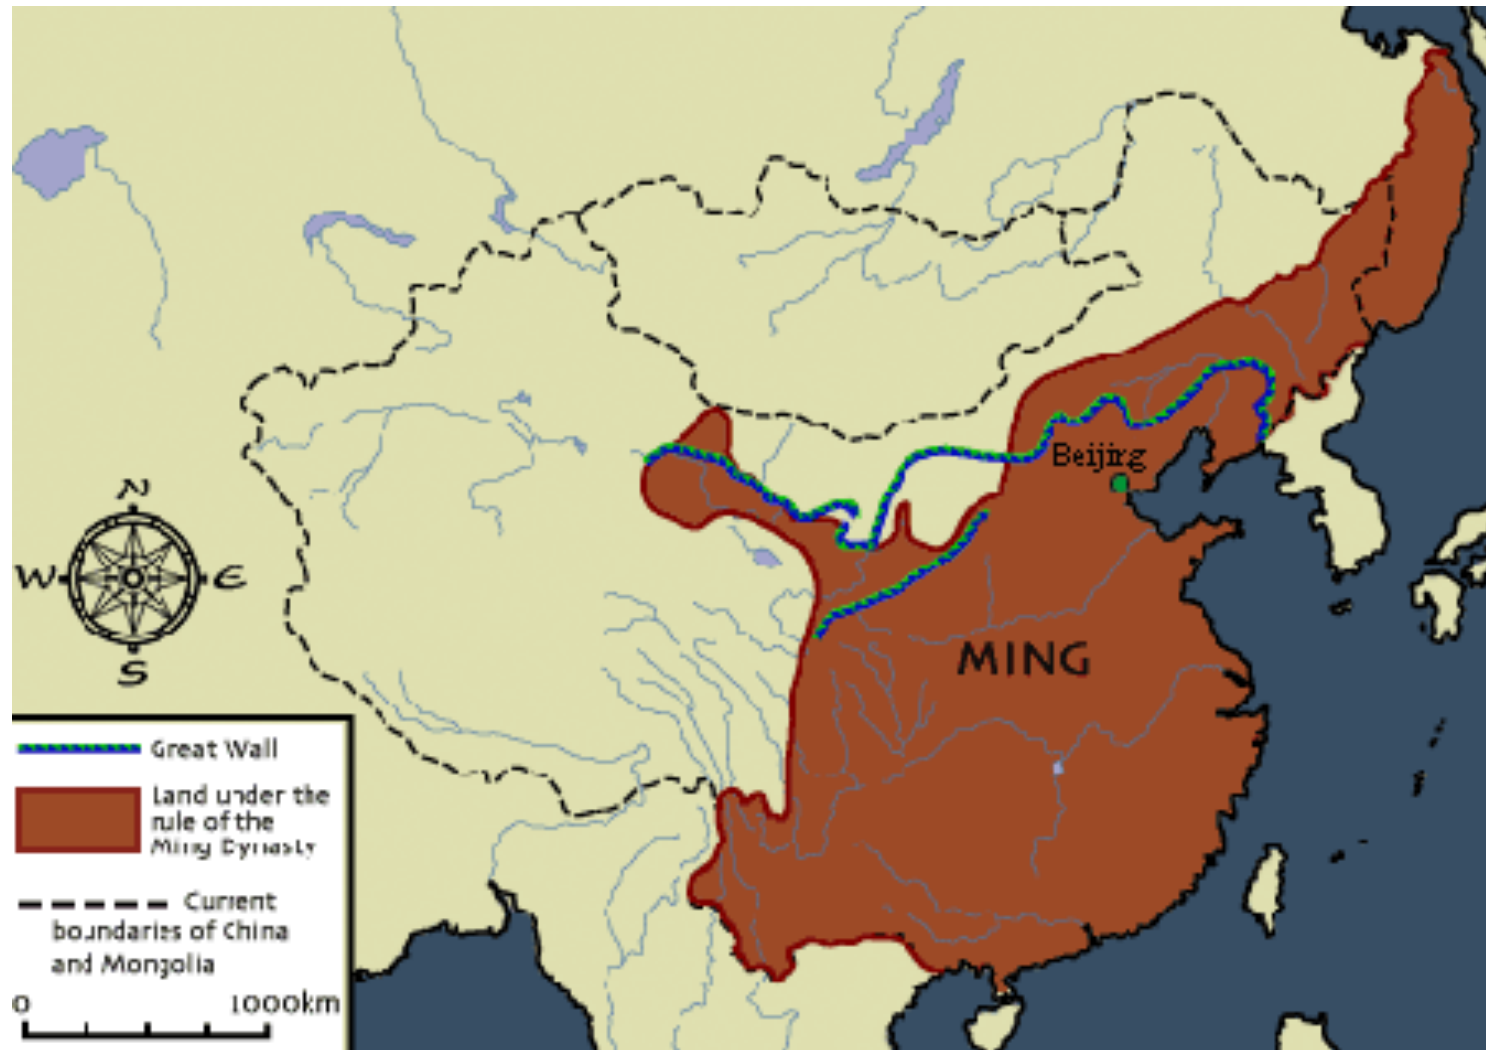 Beijing
N
W
E
S
MING
Great Wall
Land under the
rule of the
Ming Dynasty
Current
boundaries of China
and Mongolia
0 1000km